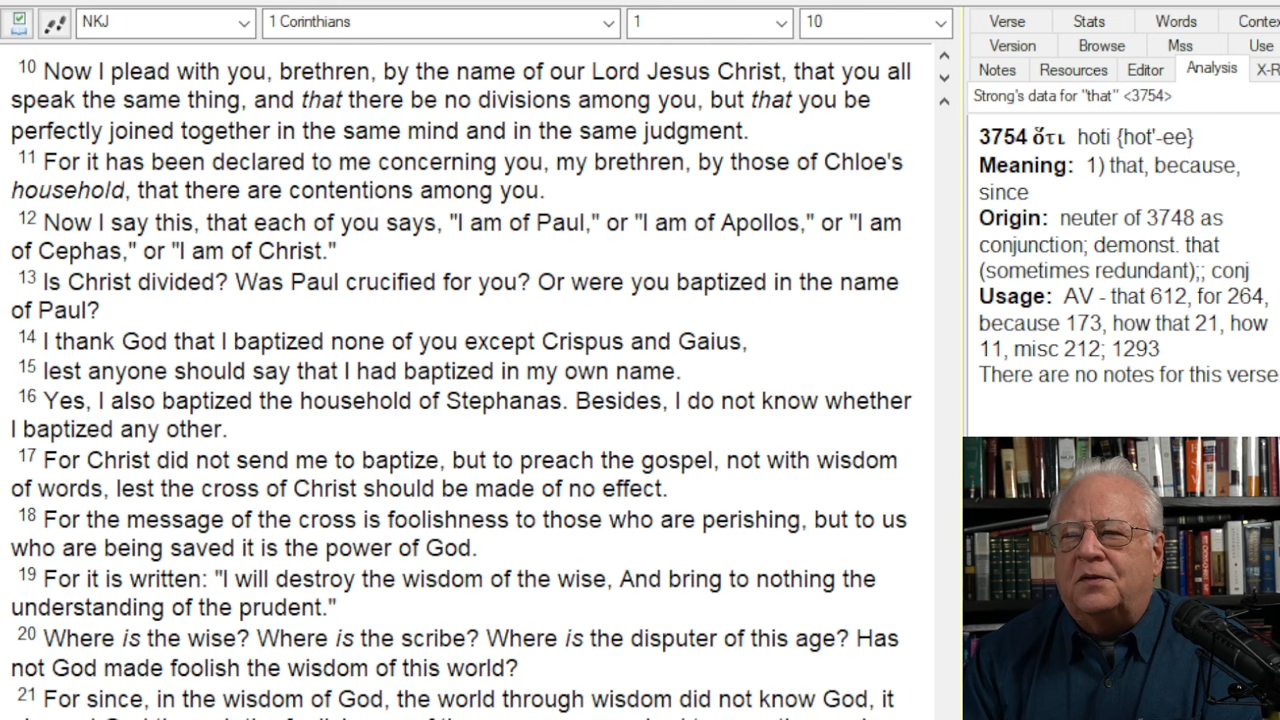 NKJ 1 Corinthians 1 10
10 Now I plead with you, brethren, by the name of our Lord Jesus Christ, that you all
speak the same thing, and that there be no divisions among you, but that you be
perfectly joined together in the same mind and in the same judgment.
11 For it has been declared to me concerning you, my brethren, by those of Chloe's
household, that there are contentions among you.
12 Now I say this, that each of you says, "I am of Paul," or "I am of Apollos," or "I am
of Cephas," or "I am of Christ."
13 Is Christ divided? Was Paul crucified for you? Or were you baptized in the name
of Paul?
14 I thank God that I baptized none of you except Crispus and Gaius,
15 lest anyone should say that I had baptized in my own name.
16 Yes, I also baptized the household of Stephanas. Besides, I do not know whether
I baptized any other.
17 For Christ did not send me to baptize, but to preach the gospel, not with wisdom
of words, lest the cross of Christ should be made of no effect.
18 For the message of the cross is foolishness to those who are perishing, but to us
who are being saved it is the power of God.
19 For it is written: "I will destroy the wisdom of the wise, And bring to nothing the
understanding of the prudent."
20 Where is the wise? Where is the scribe? Where is the disputer of this age? Has
not God made foolish the wisdom of this world?
21 For since, in the wisdom of God, the world through wisdom did not know God, it
Verse Stats Words Contex
Version Browse Mss Use
Notes Resources Editor Analysis X-R
Strong's data for "that" <3754>
3754 ὅτι hoti {hot'-ee}
Meaning: 1) that, because,
since
Origin: neuter of 3748 as
conjunction; demonst. that
(sometimes redundant);; conj
Usage: AV - that 612, for 264,
because 173, how that 21, how
11, misc 212; 1293
There are no notes for this verse